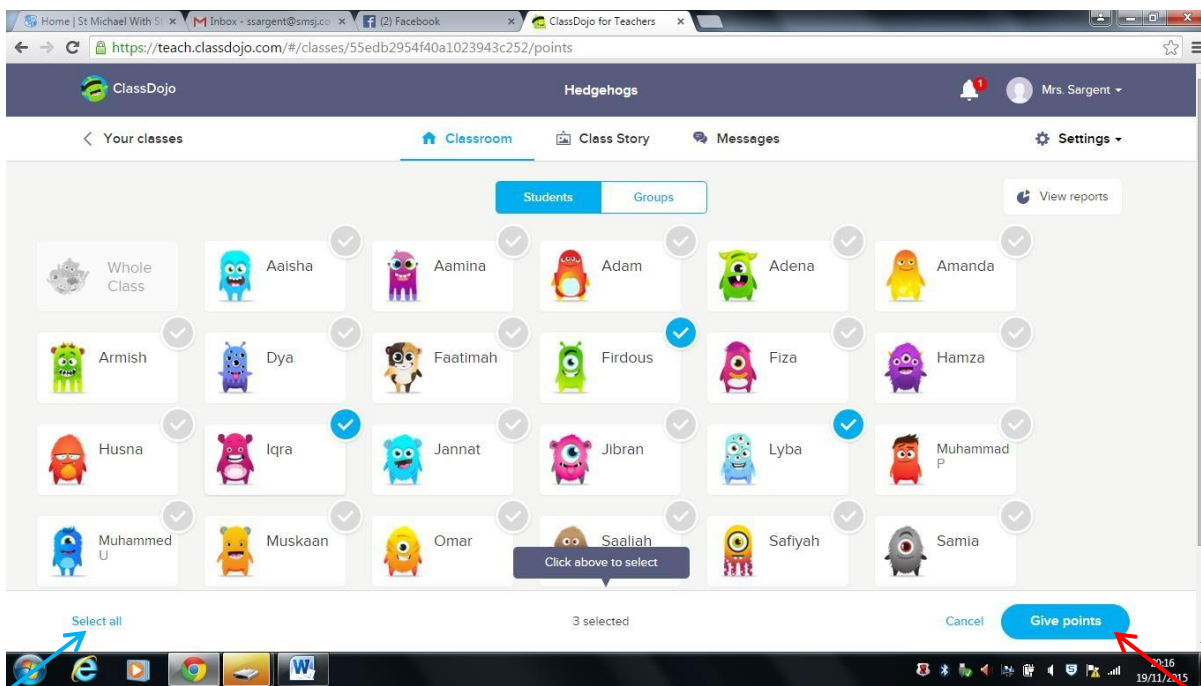 Home | St Michael With St
Inbox - ssargent@smsj.co
(2) Facebook
ClassDojo for Teachers
https://teach.classdojo.com/#/classes/55edb2954f40a1023943c252/points
ClassDojo
Hedgehogs
1
Mrs. Sargent
Your classes
Classroom
Class Story
Messages
Settings
Students
Groups
View reports
Whole
Class
Aaisha
Aamina
Adam
Adena
Amanda
Armish
Dya
Faatimah
Firdous
Fiza
Hamza
Husna
Iqra
Jannat
Jibran
Lyba
Muhammad
P
Muhammed
U
Muskaan
Omar
Saaliah
Safiyah
Samia
Click above to select
Select all
3 selected
Cancel
Give points
20:16
19/11/2015